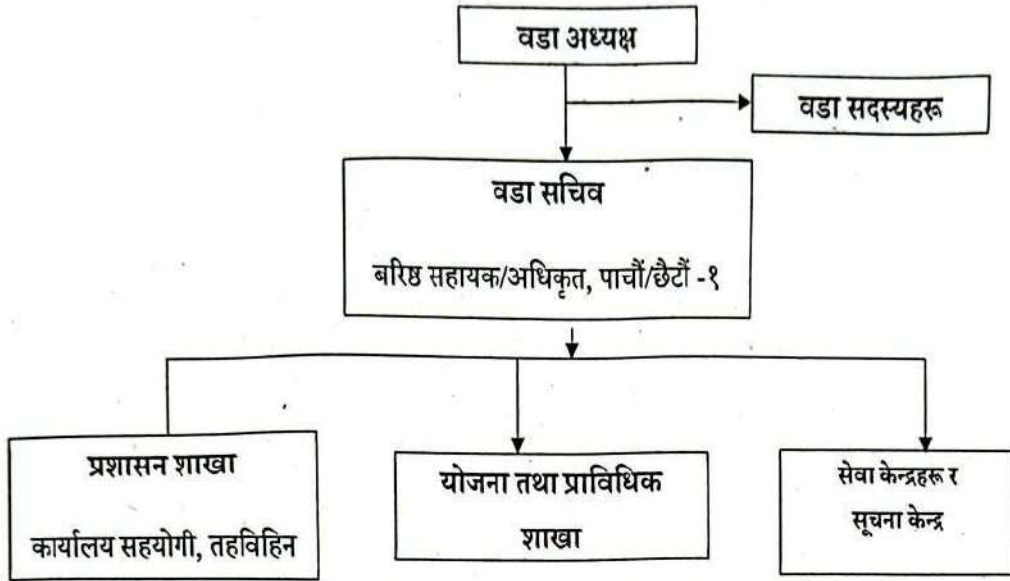 वडा अध्यक्ष
वडा सदस्यहरू
वडा सचिव
बरिष्ठ सहायक/अधिकृत, पाचौं/छैटौं -१
प्रशासन शाखा
कार्यालय सहयोगी, तहविहिन
योजना तथा प्राविधिक
शाखा
सेवा केन्द्रहरू र
सूचना केन्द्र